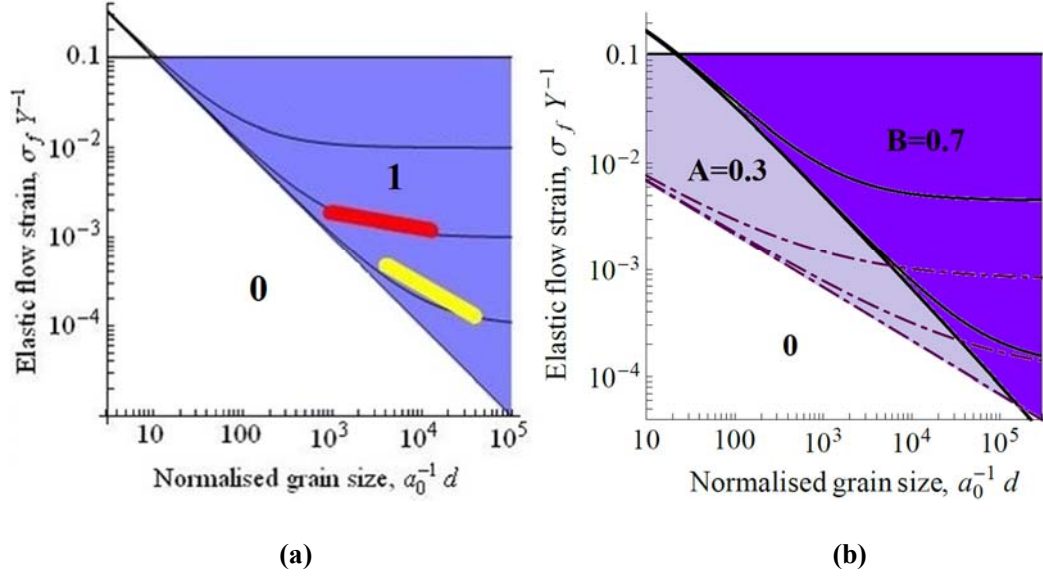 (b)
0.1
0.1
Elastic flow strain, σ_f Y⁻¹
10⁻²
10⁻³
10⁻⁴
1
0
10
100
10³
10⁴
10⁵
Normalised grain size, a₀⁻¹ d
Elastic flow strain, σ_f Y⁻¹
10⁻²
10⁻³
10⁻⁴
B=0.7
A=0.3
0
10
100
10³
10⁴
10⁵
Normalised grain size, a₀⁻¹ d
(a)
(b)